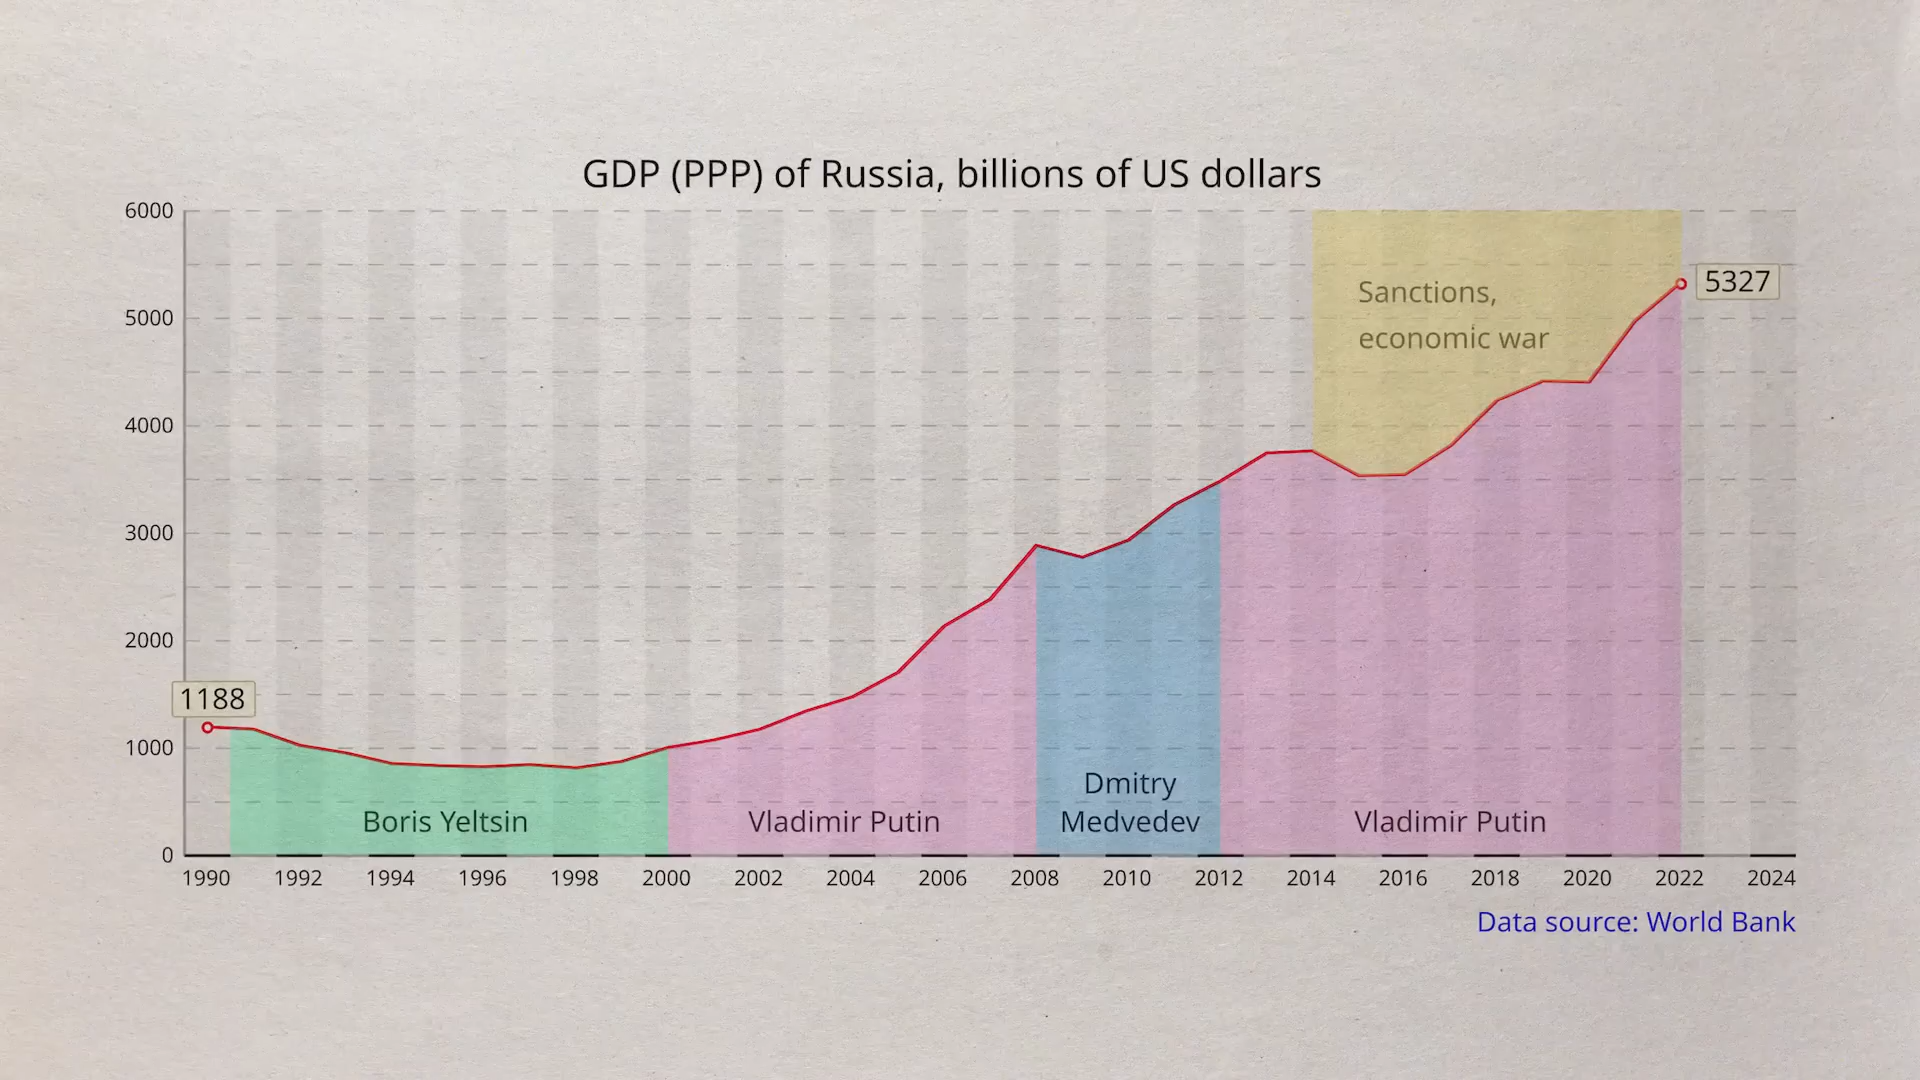 GDP (PPP) of Russia, billions of US dollars
6000
5000
4000
3000
2000
1000
0
Sanctions,
economic war
5327
1188
Boris Yeltsin
Vladimir Putin
Dmitry
Medvedev
Vladimir Putin
1990 1992 1994 1996 1998 2000 2002 2004 2006 2008 2010 2012 2014 2016 2018 2020 2022 2024
Data source: World Bank